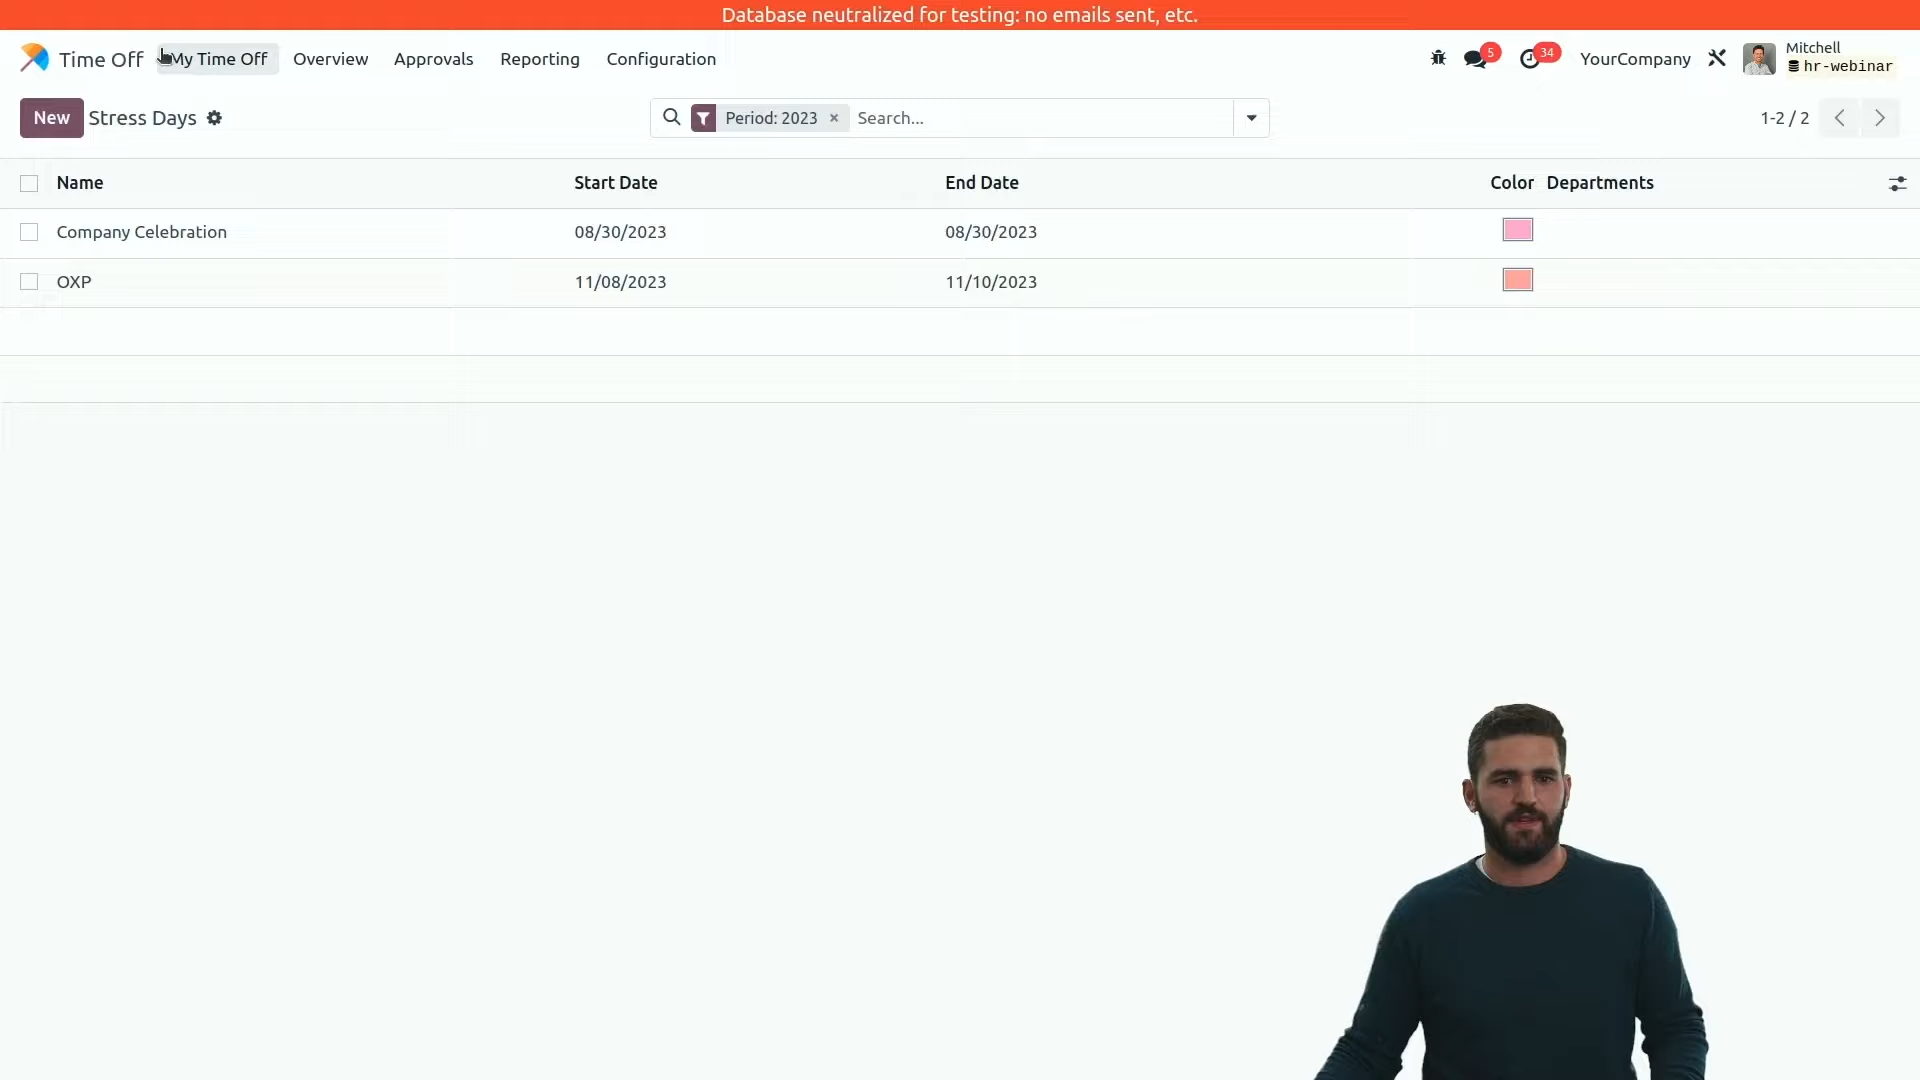 Database neutralized for testing: no emails sent, etc.
Time Off My Time Off Overview Approvals Reporting Configuration 5 34 YourCompany Mitchell
hr-webinar
New Stress Days Period: 2023 × Search... 1-2 / 2
Name Start Date End Date Color Departments
Company Celebration 08/30/2023 08/30/2023
OXP 11/08/2023 11/10/2023